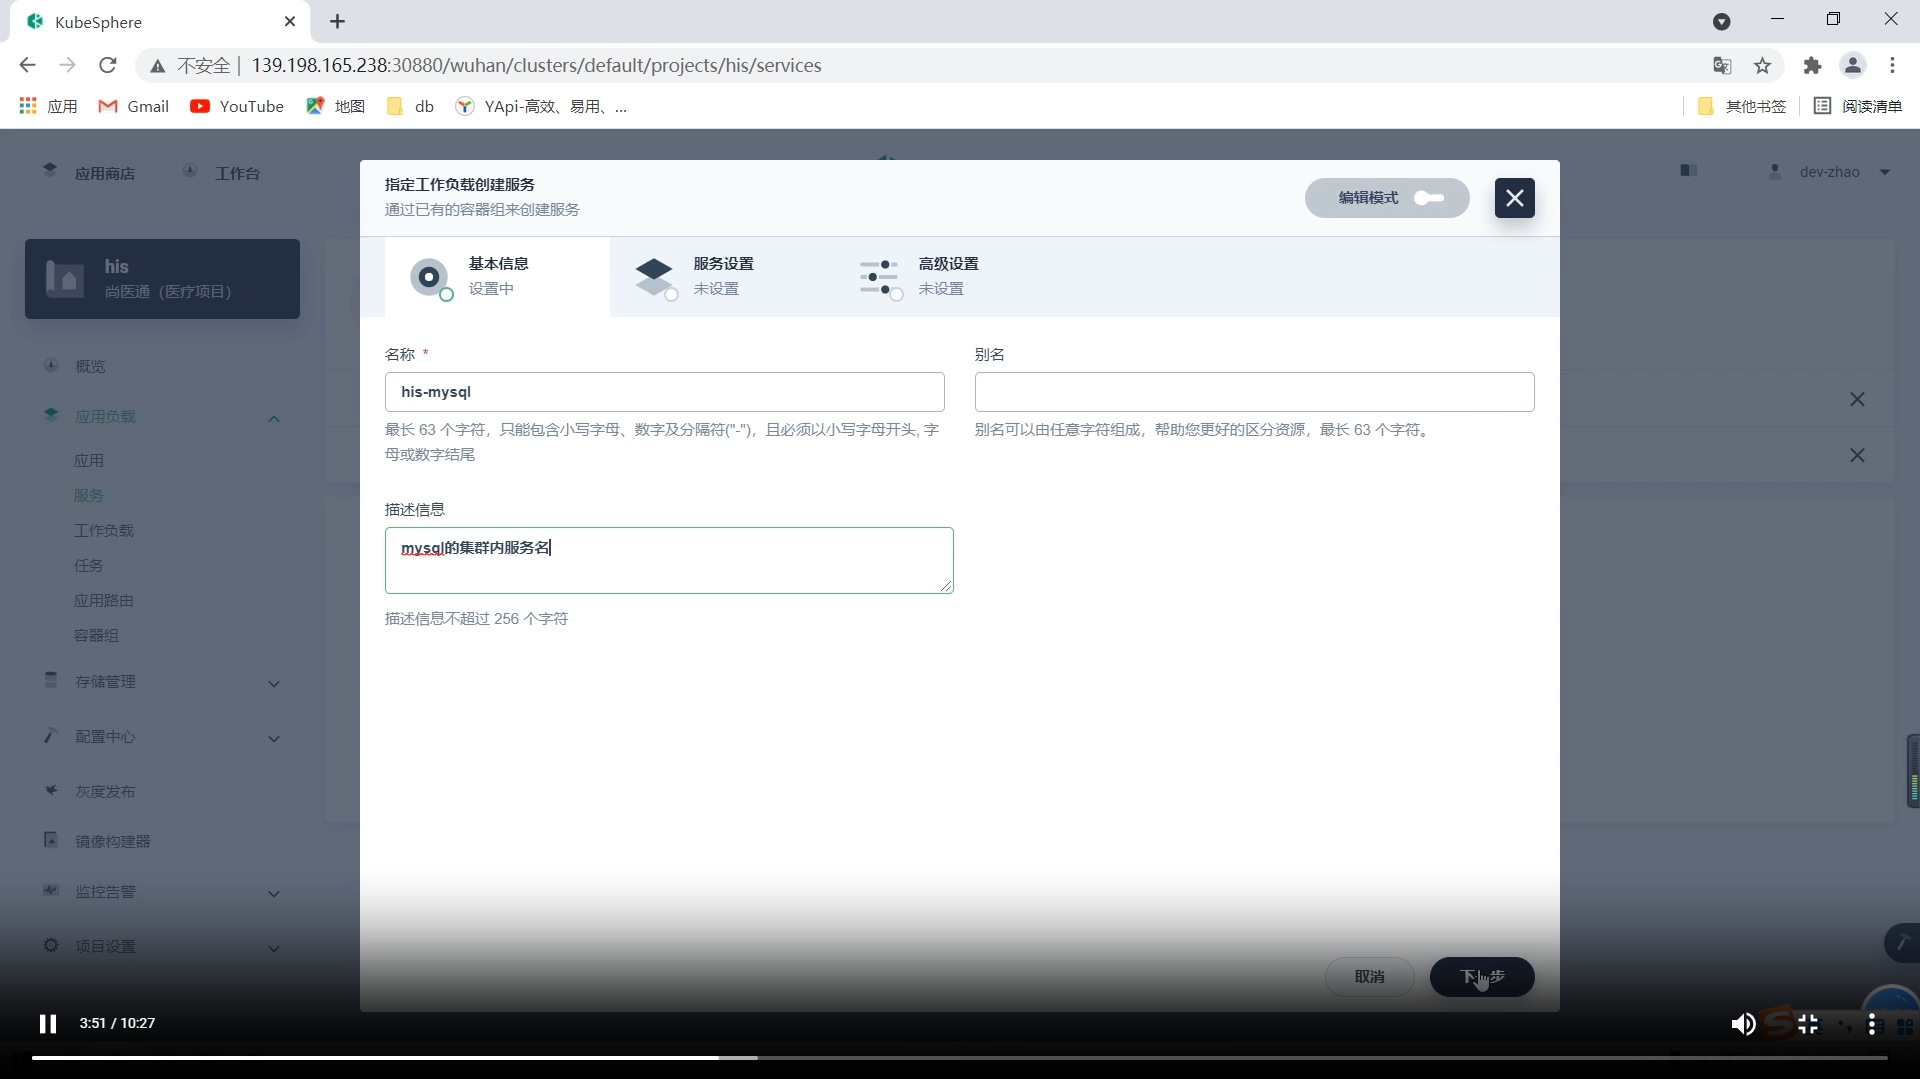 KubeSphere
不安全 139.198.165.238:30880/wuhan/clusters/default/projects/his/services
应用 Gmail YouTube 地图 db YApi-高效、易用、... 其他书签 阅读清单
应用商店 工作台 dev-zhao
指定工作负载创建服务
通过已有的容器组来创建服务
编辑模式
his
尚医通（医疗项目）
基本信息
设置中
服务设置
未设置
高级设置
未设置
概览
应用负载
应用
服务
工作负载
任务
应用路由
容器组
存储管理
配置中心
灰度发布
镜像构建器
监控告警
项目设置
名称 *
his-mysql
最长 63 个字符，只能包含小写字母、数字及分隔符("-")，且必须以小写字母开头, 字
母或数字结尾
别名
别名可以由任意字符组成，帮助您更好的区分资源，最长 63 个字符。
描述信息
mysql的集群内服务名
描述信息不超过 256 个字符
取消
下一步
3:51 / 10:27